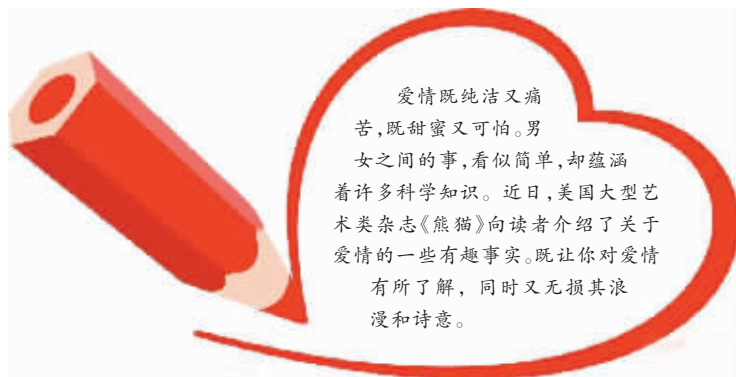 爱情既纯洁又痛
苦,既甜蜜又可怕。男
女之间的事,看似简单,却蕴涵
着许多科学知识。近日,美国大型艺
术类杂志《熊猫》向读者介绍了关于
爱情的一些有趣事实。既让你对爱情
有所了解，同时又无损其浪
漫和诗意。